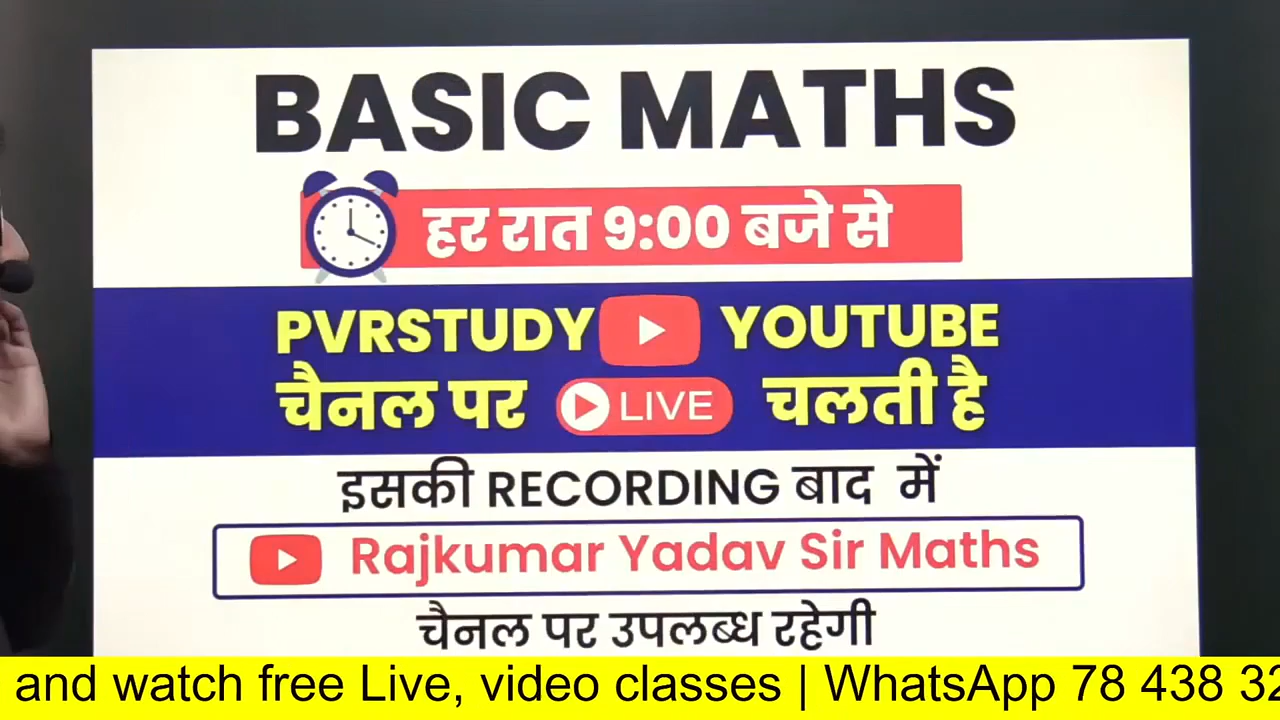 BASIC MATHS
हर रात 9:00 बजे से
PVRSTUDY YOUTUBE
चैनल पर LIVE चलती है
इसकी RECORDING बाद में
Rajkumar Yadav Sir Maths
चैनल पर उपलब्ध रहेगी
and watch free Live, video classes | WhatsApp 78 438 32